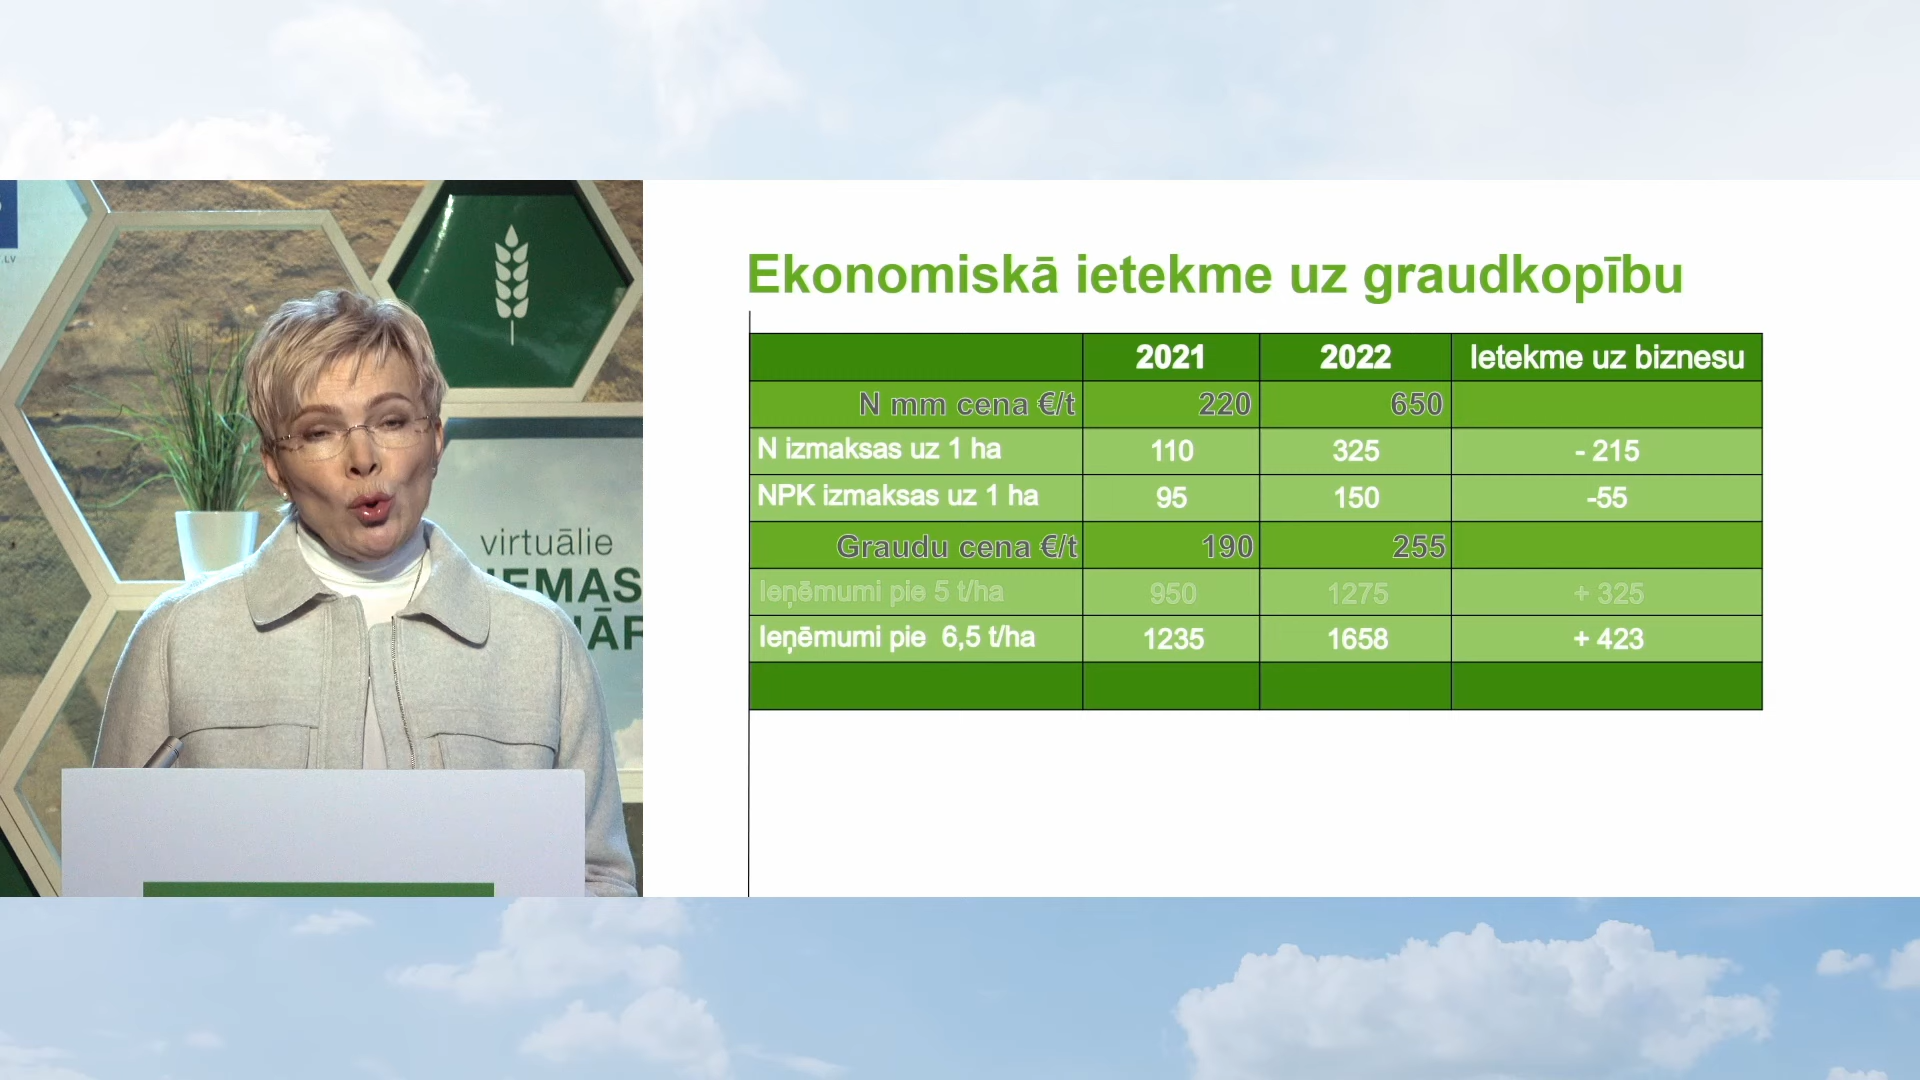 .LV
virtuālie
Ekonomiskā ietekme uz graudkopību
2021 2022 Ietekme uz biznesu
N mm cena €/t 220 650
N izmaksas uz 1 ha 110 325 - 215
NPK izmaksas uz 1 ha 95 150 -55
Graudu cena €/t 190 255
Ieņēmumi pie 5 t/ha 950 1275 + 325
Ieņēmumi pie 6,5 t/ha 1235 1658 + 423